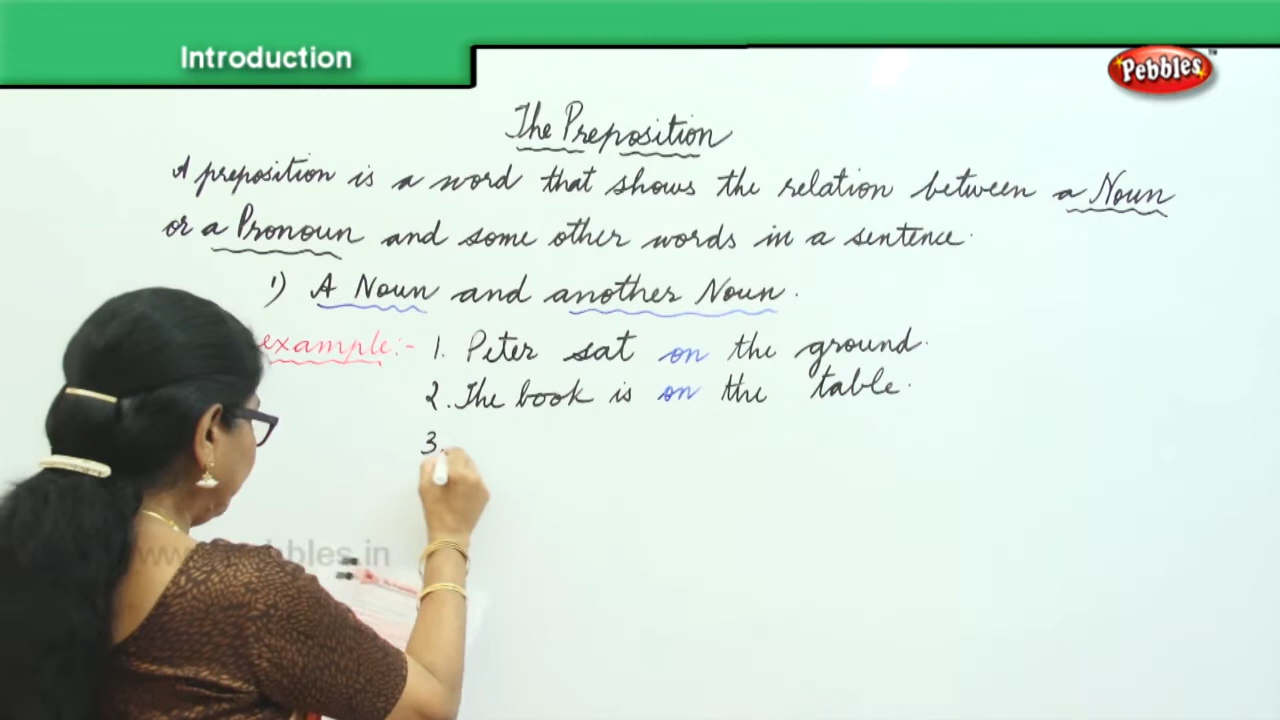 Introduction
Pebbles™
The Preposition
A preposition is a word that shows the relation between a Noun
or a Pronoun and some other words in a sentence.
1) A Noun and another Noun.
example:- 1. Peter sat on the ground.
2. The book is on the table.
3.